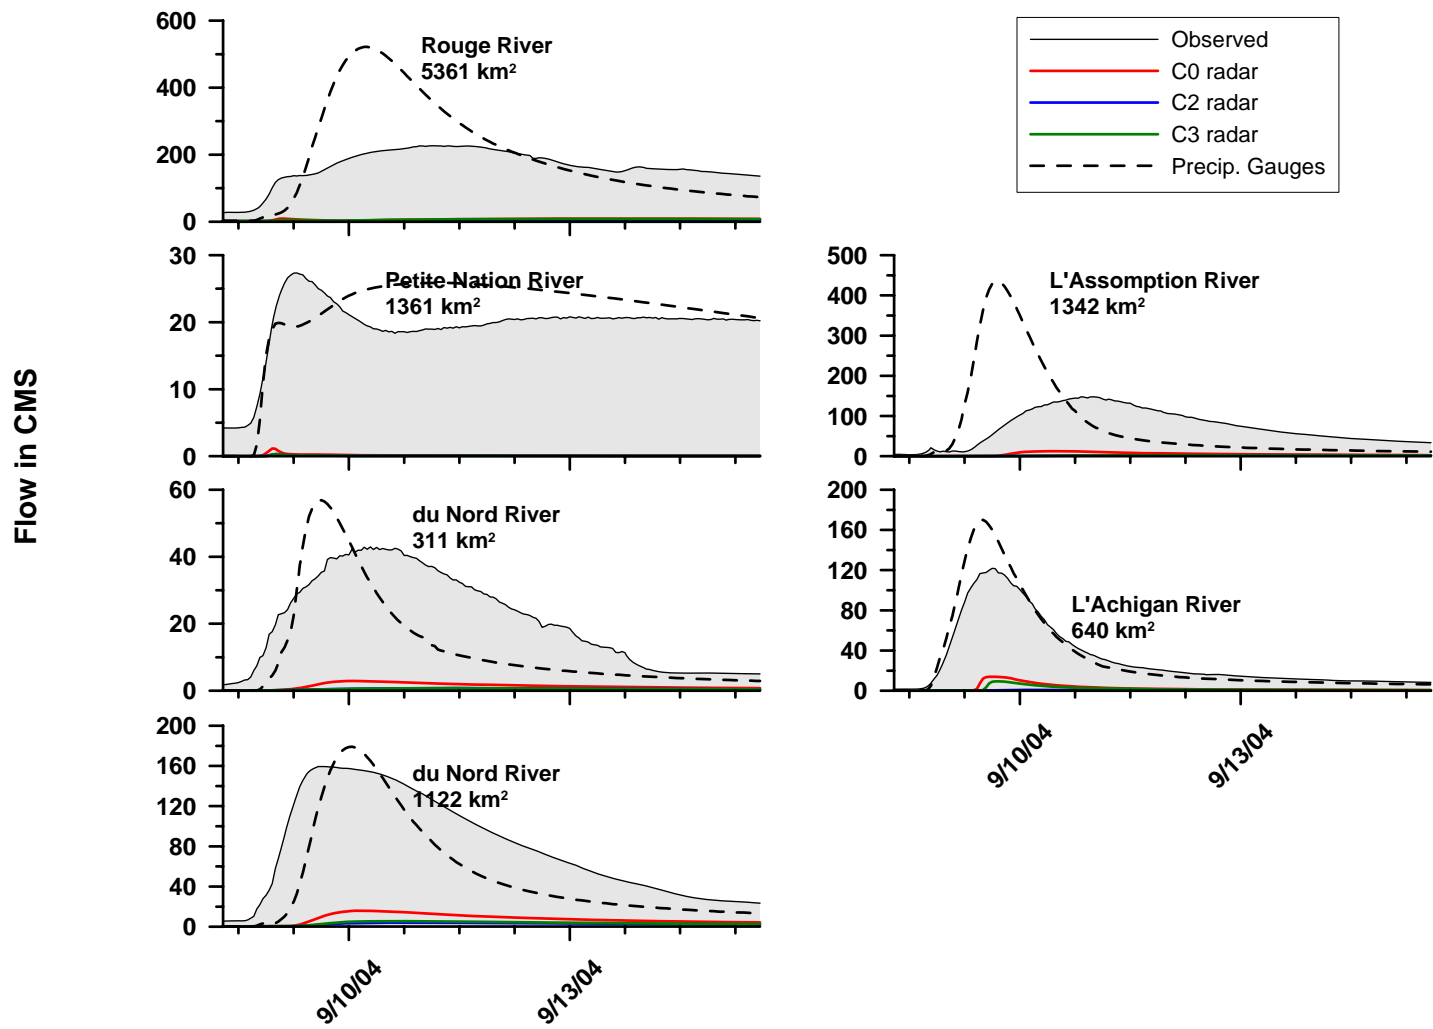 Flow in CMS
600
400
200
0
Rouge River
5361 km²
Observed
C0 radar
C2 radar
C3 radar
Precip. Gauges
30
20
10
0
Petite Nation River
1361 km²
500
400
300
200
100
0
L'Assomption River
1342 km²
60
40
20
0
du Nord River
311 km²
200
160
120
80
40
0
L'Achigan River
640 km²
9/10/04
9/13/04
200
160
120
80
40
0
du Nord River
1122 km²
9/10/04
9/13/04